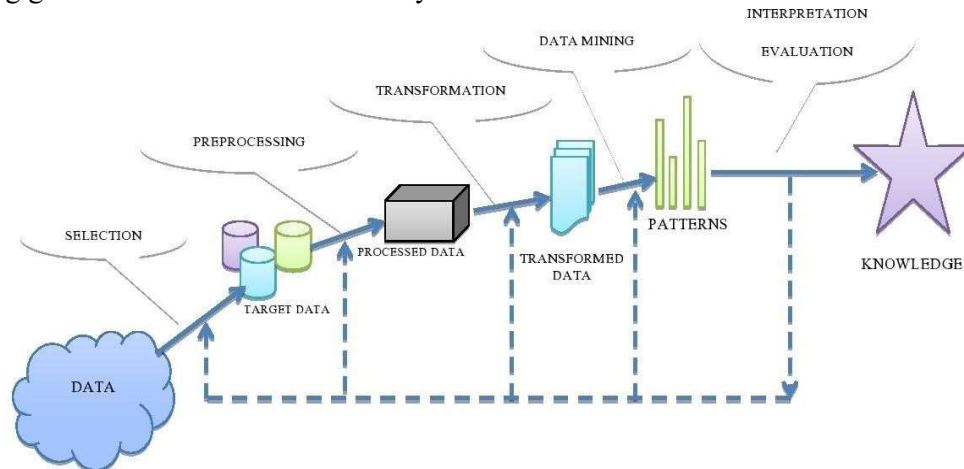 INTERPRETATION
EVALUATION
DATA MINING
TRANSFORMATION
PREPROCESSING
SELECTION
PATTERNS
PROCESSED DATA
TRANSFORMED
DATA
KNOWLEDGE
TARGET DATA
DATA